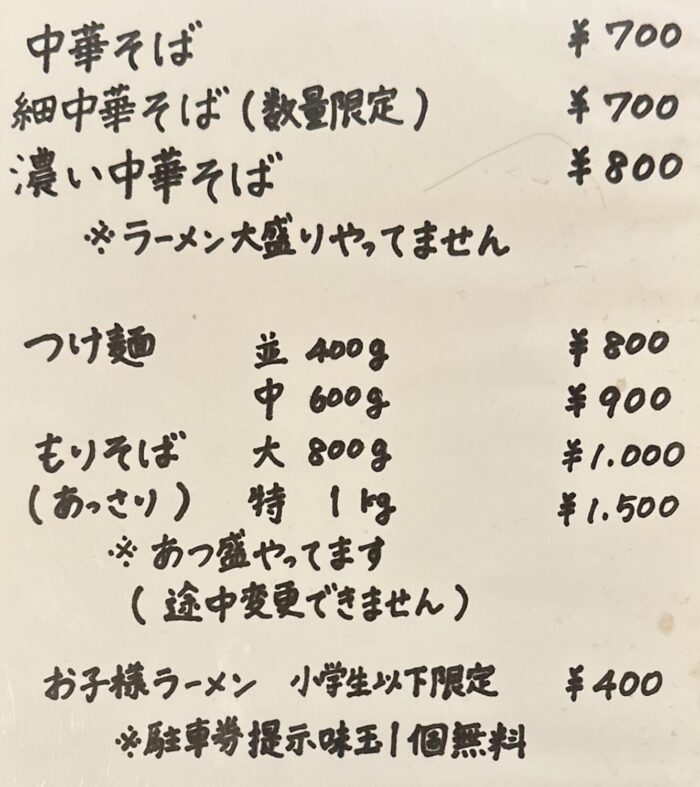 中華そば ¥700
細中華そば(数量限定) ¥700
濃い中華そば ¥800
※ラーメン大盛りやってません
つけ麺 並 400g ¥800
中 600g ¥900
もりそば 大 800g ¥1.000
(あっさり) 特 1kg ¥1.500
※あつ盛やってます
(途中変更できません)
お子様ラーメン 小学生以下限定 ¥400
※駐車券提示味玉1個無料